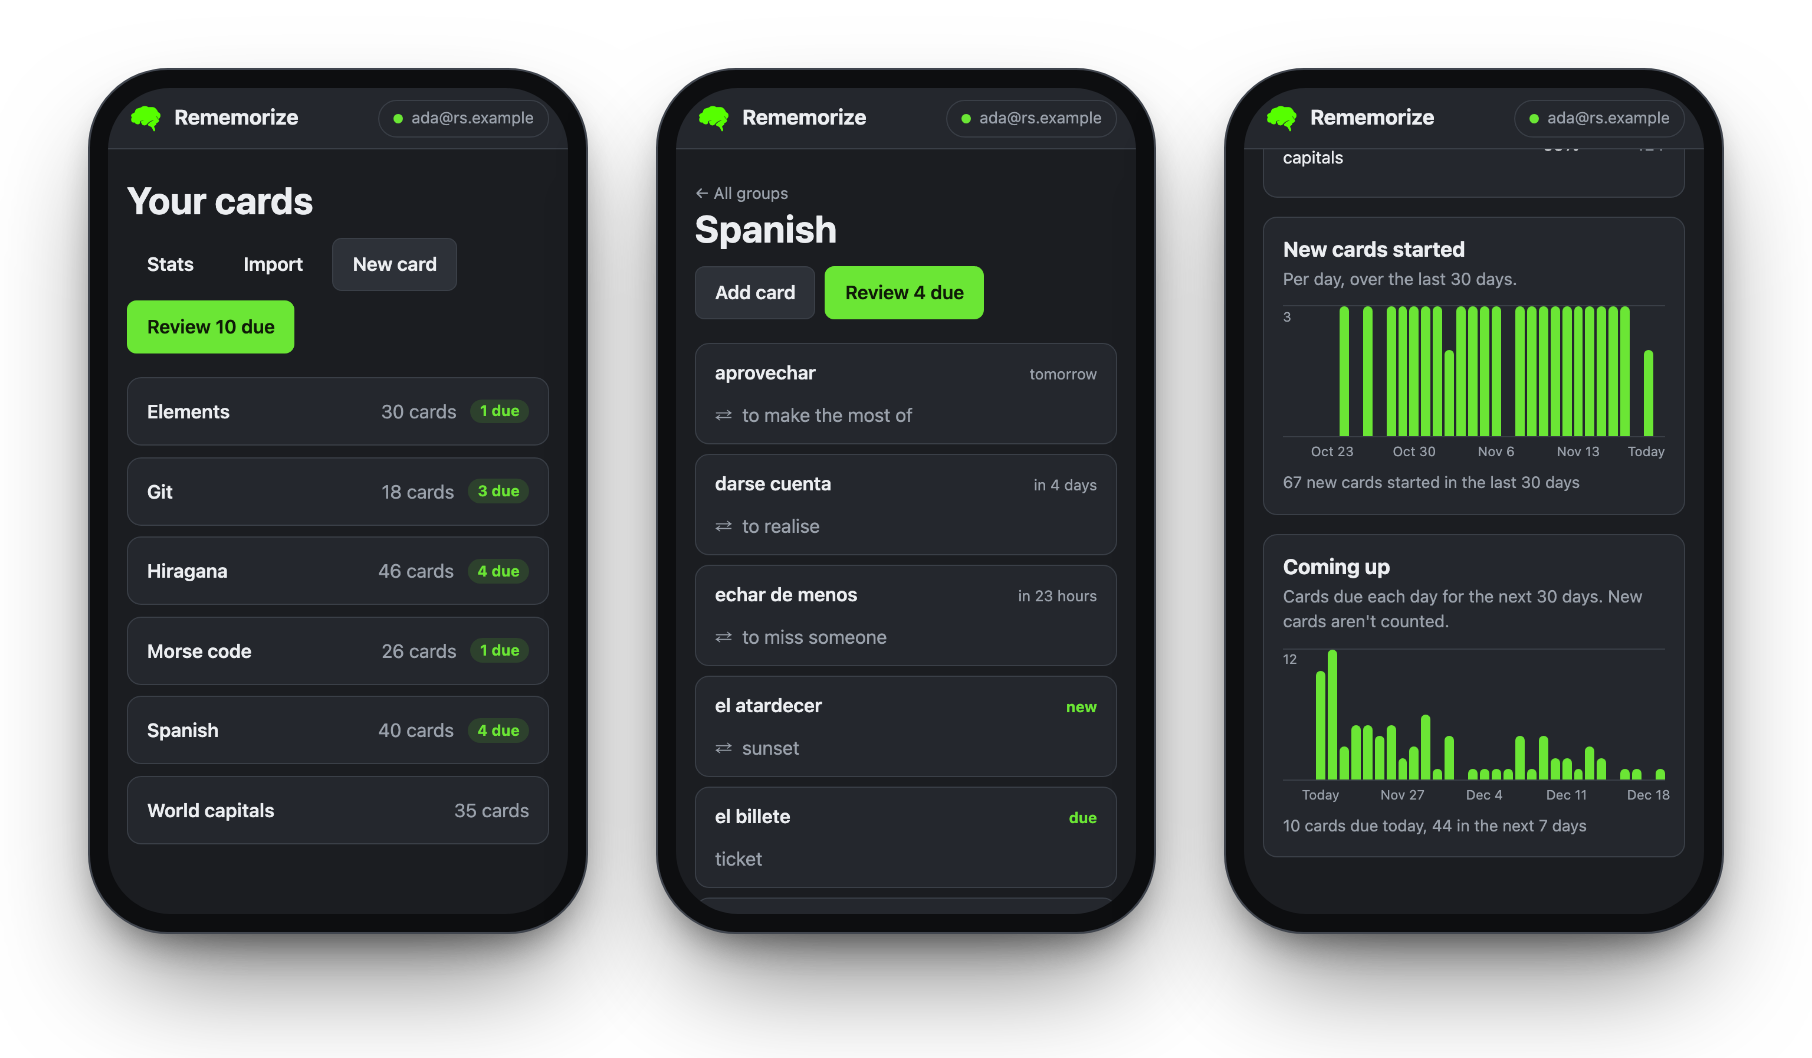 Rememorize
ada@rs.example
Your cards
Stats
Import
New card
Review 10 due
Elements
30 cards
1 due
Git
18 cards
3 due
Hiragana
46 cards
4 due
Morse code
26 cards
1 due
Spanish
40 cards
4 due
World capitals
35 cards
Rememorize
ada@rs.example
← All groups
Spanish
Add card
Review 4 due
aprovechar
tomorrow
⇄ to make the most of
darse cuenta
in 4 days
⇄ to realise
echar de menos
in 23 hours
⇄ to miss someone
el atardecer
new
⇄ sunset
el billete
due
ticket
Rememorize
ada@rs.example
capitals
New cards started
Per day, over the last 30 days.
3
Oct 23
Oct 30
Nov 6
Nov 13
Today
67 new cards started in the last 30 days
Coming up
Cards due each day for the next 30 days. New
cards aren't counted.
12
Today
Nov 27
Dec 4
Dec 11
Dec 18
10 cards due today, 44 in the next 7 days